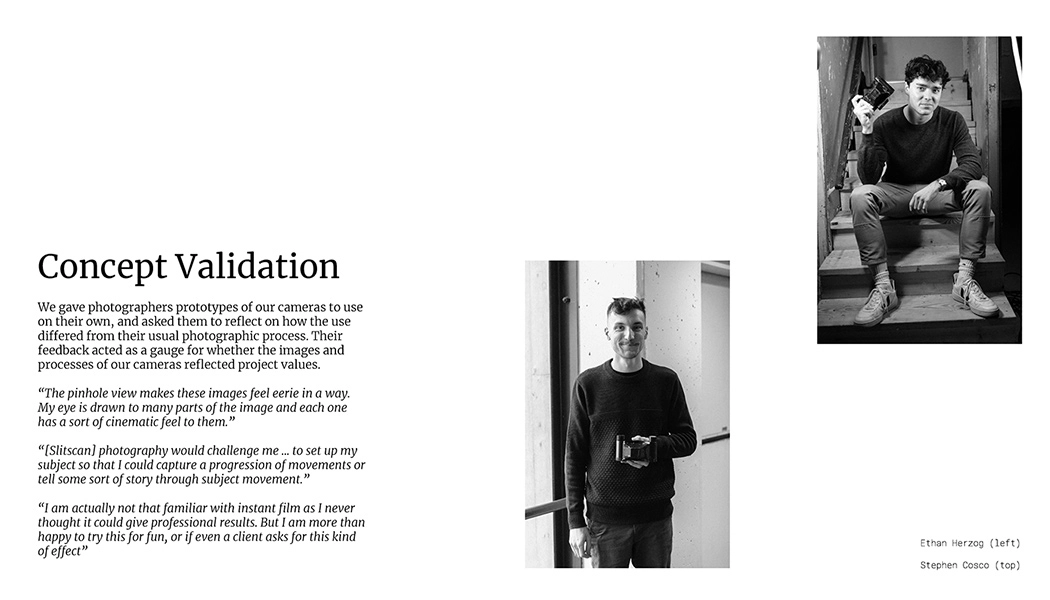 Concept Validation
We gave photographers prototypes of our cameras to use
on their own, and asked them to reflect on how the use
differed from their usual photographic process. Their
feedback acted as a gauge for whether the images and
processes of our cameras reflected project values.
“The pinhole view makes these images feel eerie in a way.
My eye is drawn to many parts of the image and each one
has a sort of cinematic feel to them.”
“[Slitscan] photography would challenge me ... to set up my
subject so that I could capture a progression of movements or
tell some sort of story through subject movement.”
“I am actually not that familiar with instant film as I never
thought it could give professional results. But I am more than
happy to try this for fun, or if even a client asks for this kind
of effect”
Ethan Herzog (left)
Stephen Cosco (top)